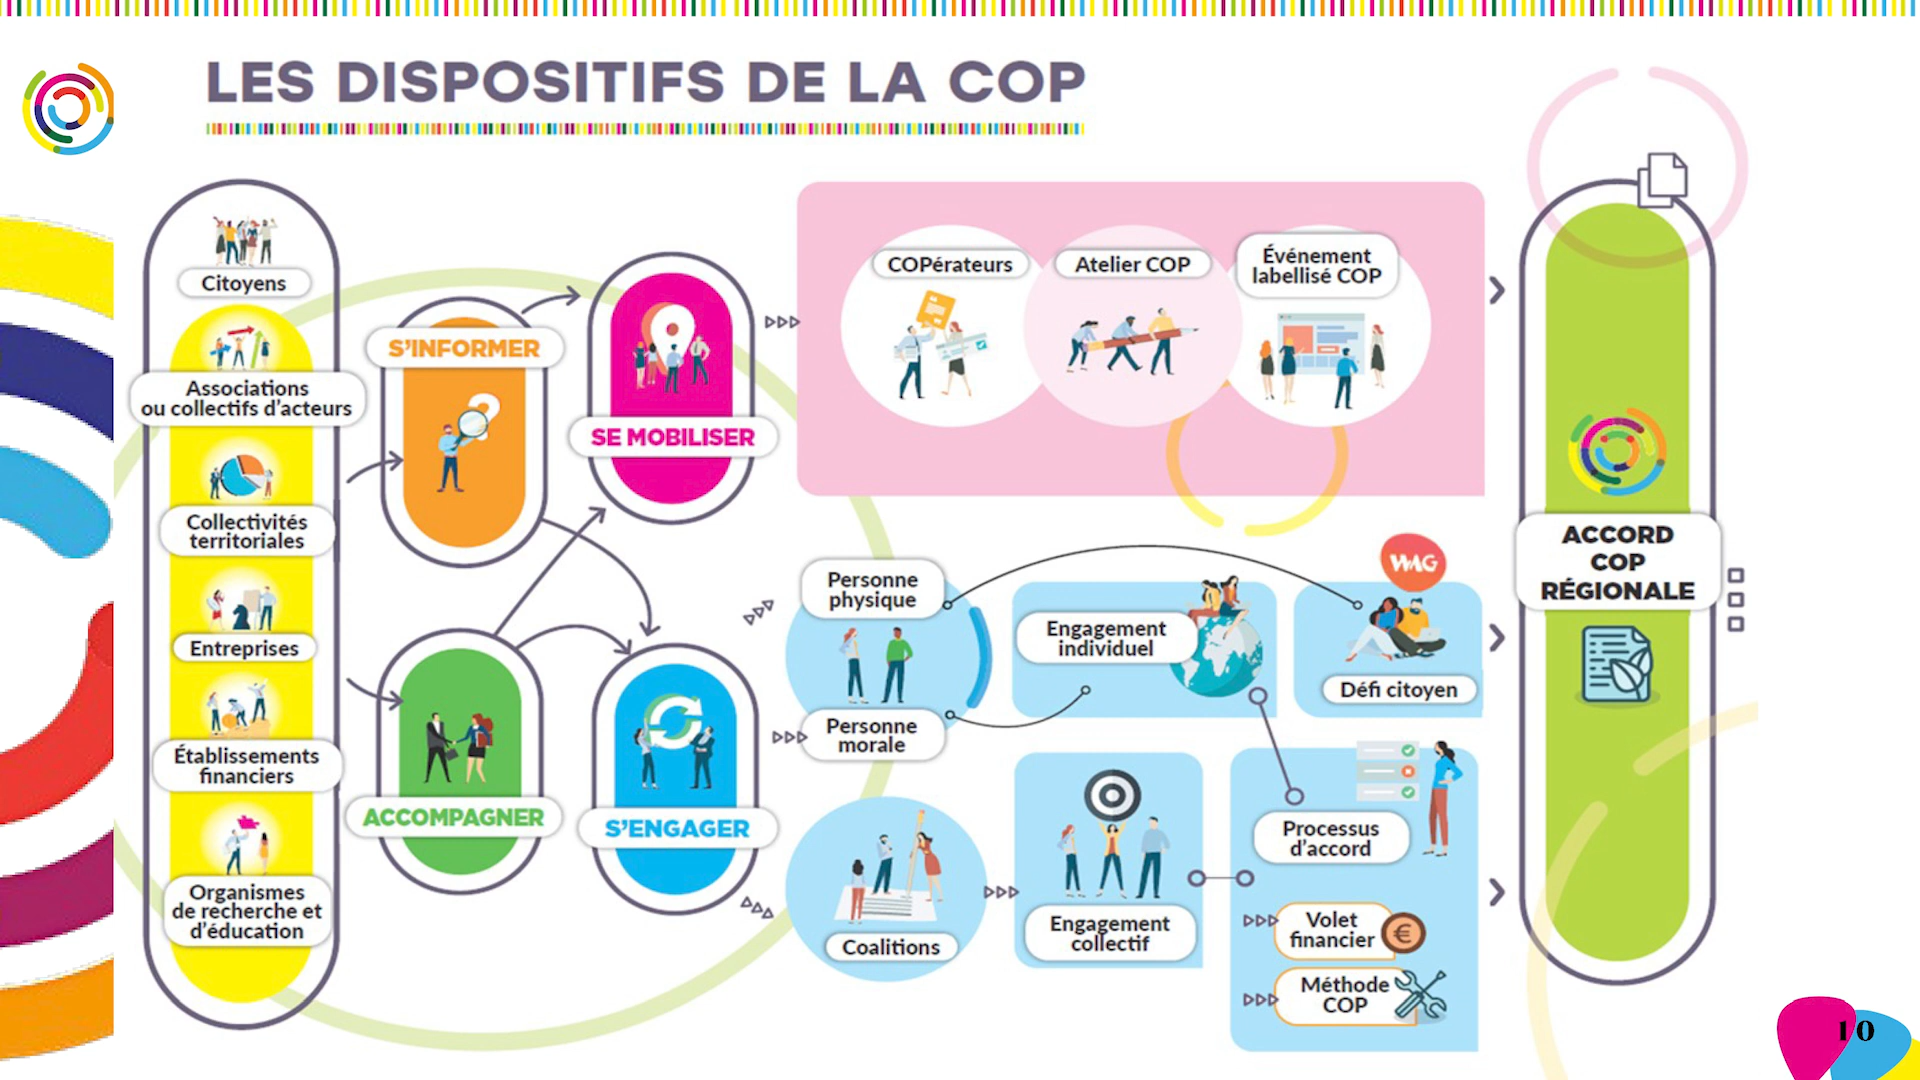 LES DISPOSITIFS DE LA COP
Citoyens
Associations
ou collectifs d'acteurs
Collectivités
territoriales
Entreprises
Établissements
financiers
Organismes
de recherche et
d'éducation
S'INFORMER
ACCOMPAGNER
SE MOBILISER
S'ENGAGER
COPérateurs
Atelier COP
Événement
labellisé COP
Personne
physique
Personne
morale
Engagement
individuel
WAG
Défi citoyen
Coalitions
Engagement
collectif
Processus
d'accord
Volet
financier
€
Méthode
COP
ACCORD
COP
RÉGIONALE
10